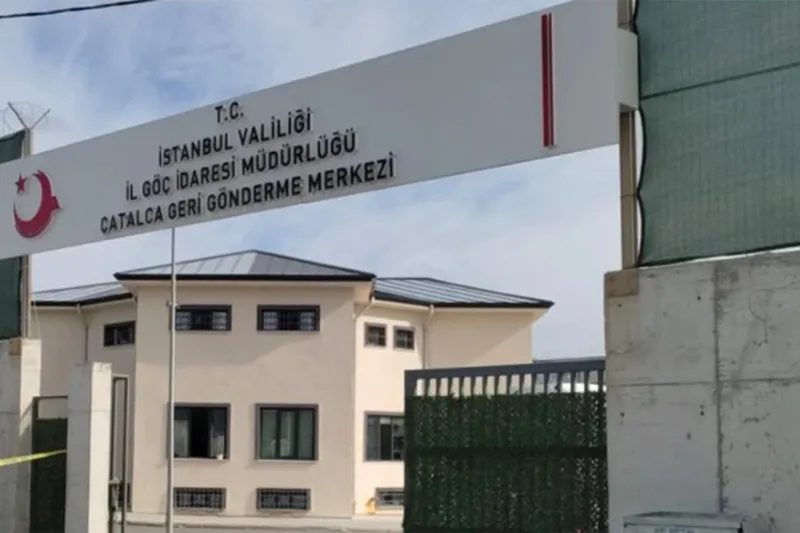 T.C.
İSTANBUL VALİLİĞİ
İL GÖÇ İDARESİ MÜDÜRLÜĞÜ
ÇATALCA GERİ GÖNDERME MERKEZİ